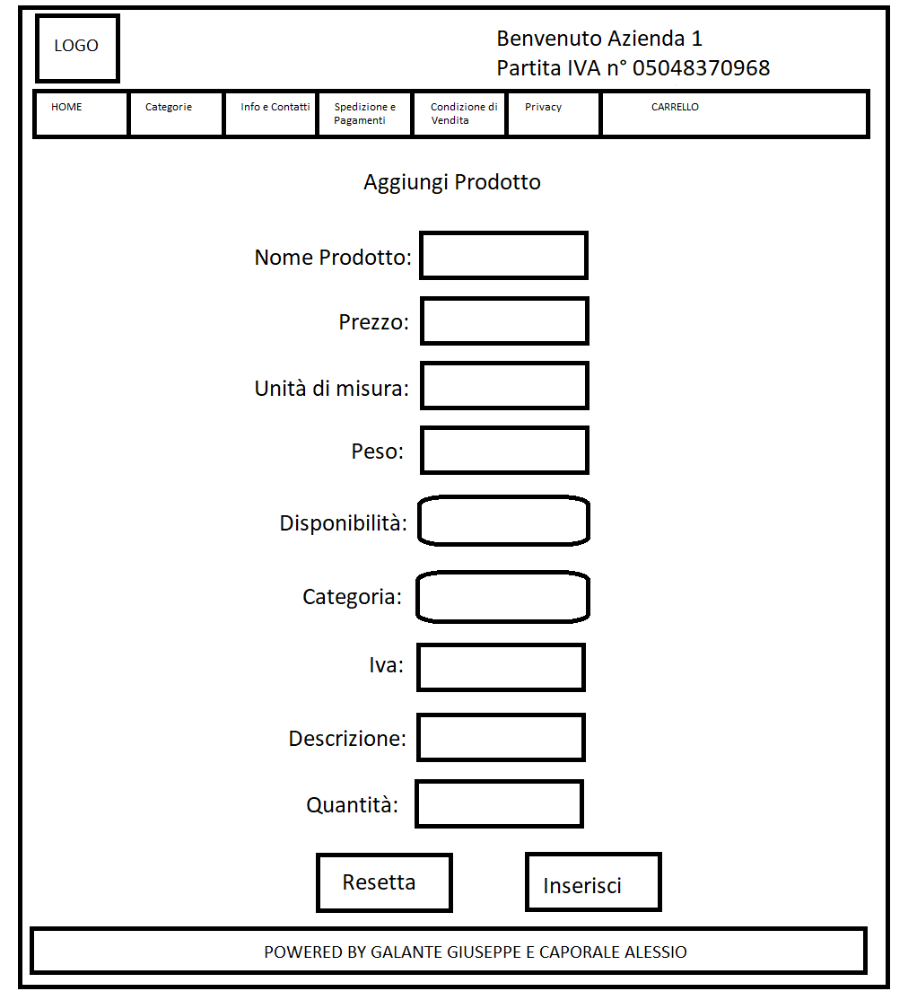 LOGO
Benvenuto Azienda 1
Partita IVA n° 05048370968
HOME
Categorie
Info e Contatti
Spedizione e
Pagamenti
Condizione di
Vendita
Privacy
CARRELLO
Aggiungi Prodotto
Nome Prodotto:
Prezzo:
Unità di misura:
Peso:
Disponibilità:
Categoria:
Iva:
Descrizione:
Quantità:
Resetta
Inserisci
POWERED BY GALANTE GIUSEPPE E CAPORALE ALESSIO